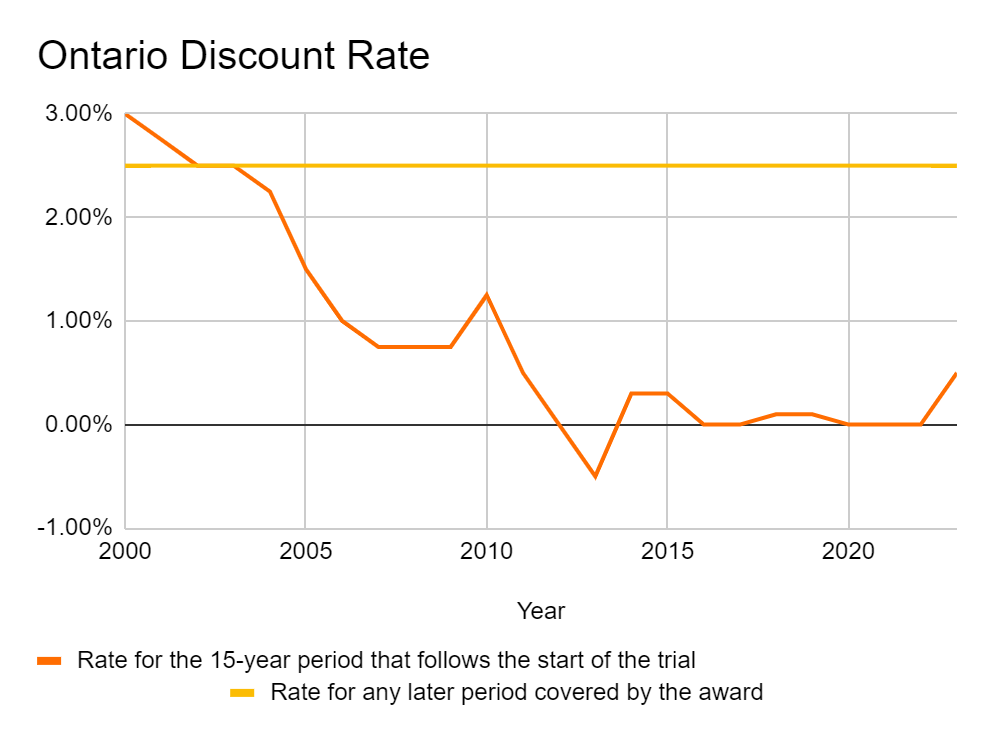 Ontario Discount Rate
3.00%
2.00%
1.00%
0.00%
-1.00%
2000 2005 2010 2015 2020
Year
Rate for the 15-year period that follows the start of the trial
Rate for any later period covered by the award